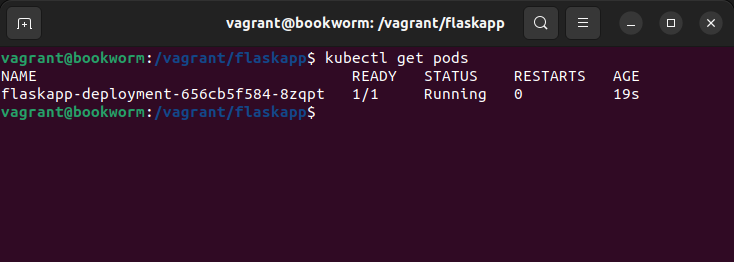 vagrant@bookworm: /vagrant/flaskapp
vagrant@bookworm:/vagrant/flaskapp$ kubectl get pods
NAME READY STATUS RESTARTS AGE
flaskapp-deployment-656cb5f584-8zqpt 1/1 Running 0 19s
vagrant@bookworm:/vagrant/flaskapp$